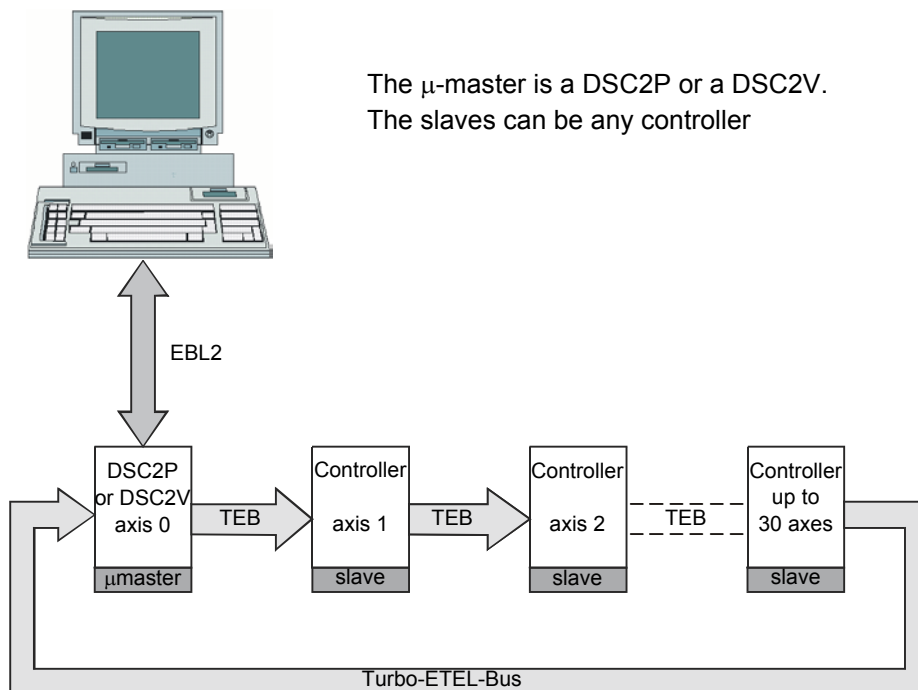 The μ-master is a DSC2P or a DSC2V.
The slaves can be any controller
EBL2
DSC2P
or DSC2V
axis 0
μmaster
TEB
Controller
axis 1
slave
TEB
Controller
axis 2
slave
TEB
Controller
up to
30 axes
slave
Turbo-ETEL-Bus